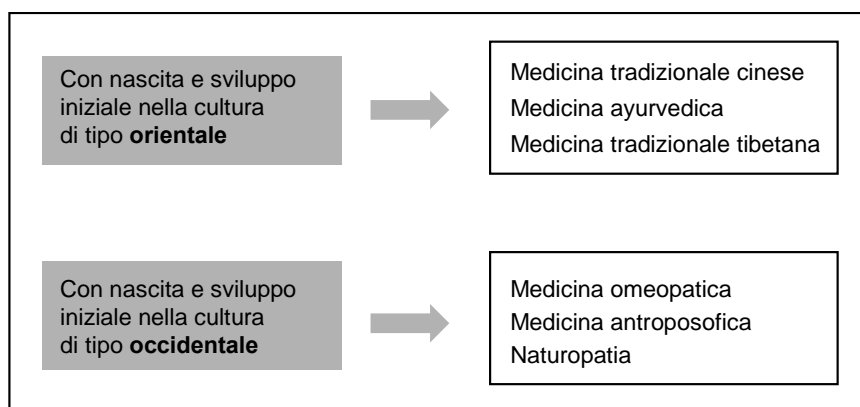 Con nascita e sviluppo
iniziale nella cultura
di tipo orientale
Medicina tradizionale cinese
Medicina ayurvedica
Medicina tradizionale tibetana
Con nascita e sviluppo
iniziale nella cultura
di tipo occidentale
Medicina omeopatica
Medicina antroposofica
Naturopatia